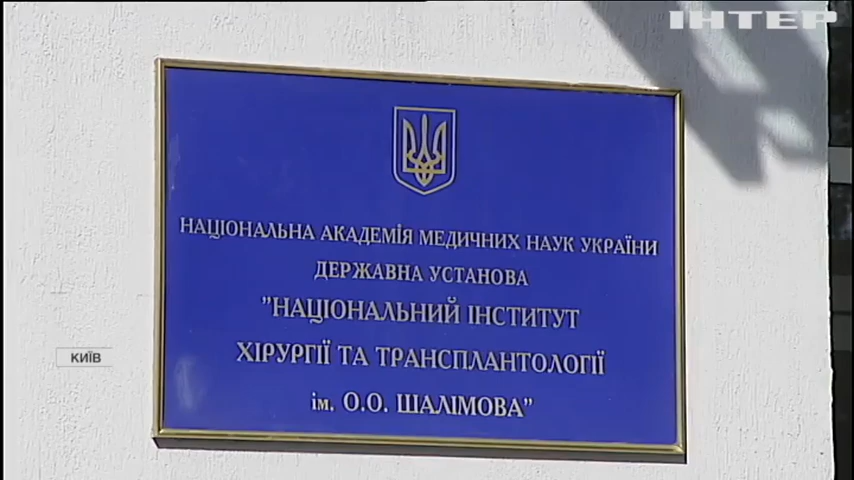 ІНТЕР
НАЦІОНАЛЬНА АКАДЕМІЯ МЕДИЧНИХ НАУК УКРАЇНИ
ДЕРЖАВНА УСТАНОВА
"НАЦІОНАЛЬНИЙ ІНСТИТУТ
ХІРУРГІЇ ТА ТРАНСПЛАНТОЛОГІЇ
ім. О.О. ШАЛІМОВА"
КИЇВ